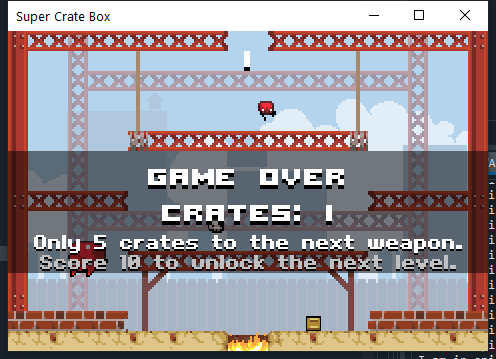 Super Crate Box
GAME OVER
CRATES: 1
Only 5 crates to the next weapon.
Score 10 to unlock the next level.